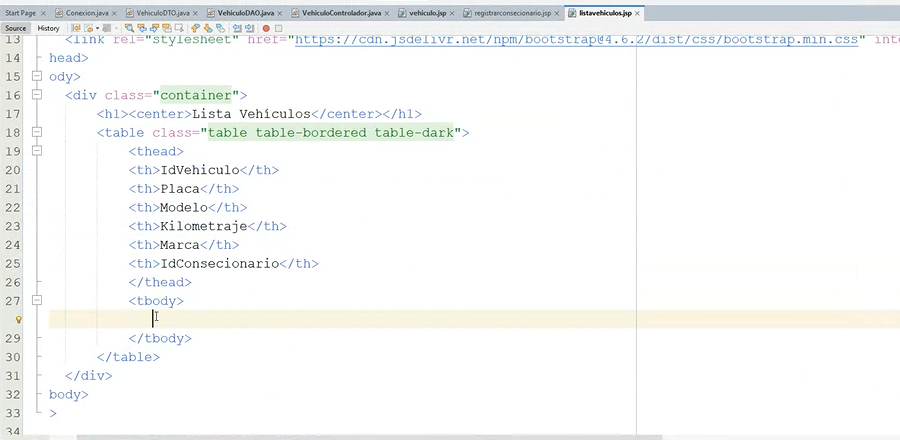 Start Page Conexion.java VehiculoDTO.java VehiculoDAO.java VehiculoControlador.java vehiculo.jsp registrarconsecionario.jsp listavehiculos.jsp
Source History
13 <link rel="stylesheet" href="https://cdn.jsdelivr.net/npm/bootstrap@4.6.2/dist/css/bootstrap.min.css" inte
14 head>
15 ody>
16 <div class="container">
17 <h1><center>Lista Vehículos</center></h1>
18 <table class="table table-bordered table-dark">
19 <thead>
20 <th>IdVehiculo</th>
21 <th>Placa</th>
22 <th>Modelo</th>
23 <th>Kilometraje</th>
24 <th>Marca</th>
25 <th>IdConsecionario</th>
26 </thead>
27 <tbody>
29 </tbody>
30 </table>
31 </div>
32 body>
33 >
34